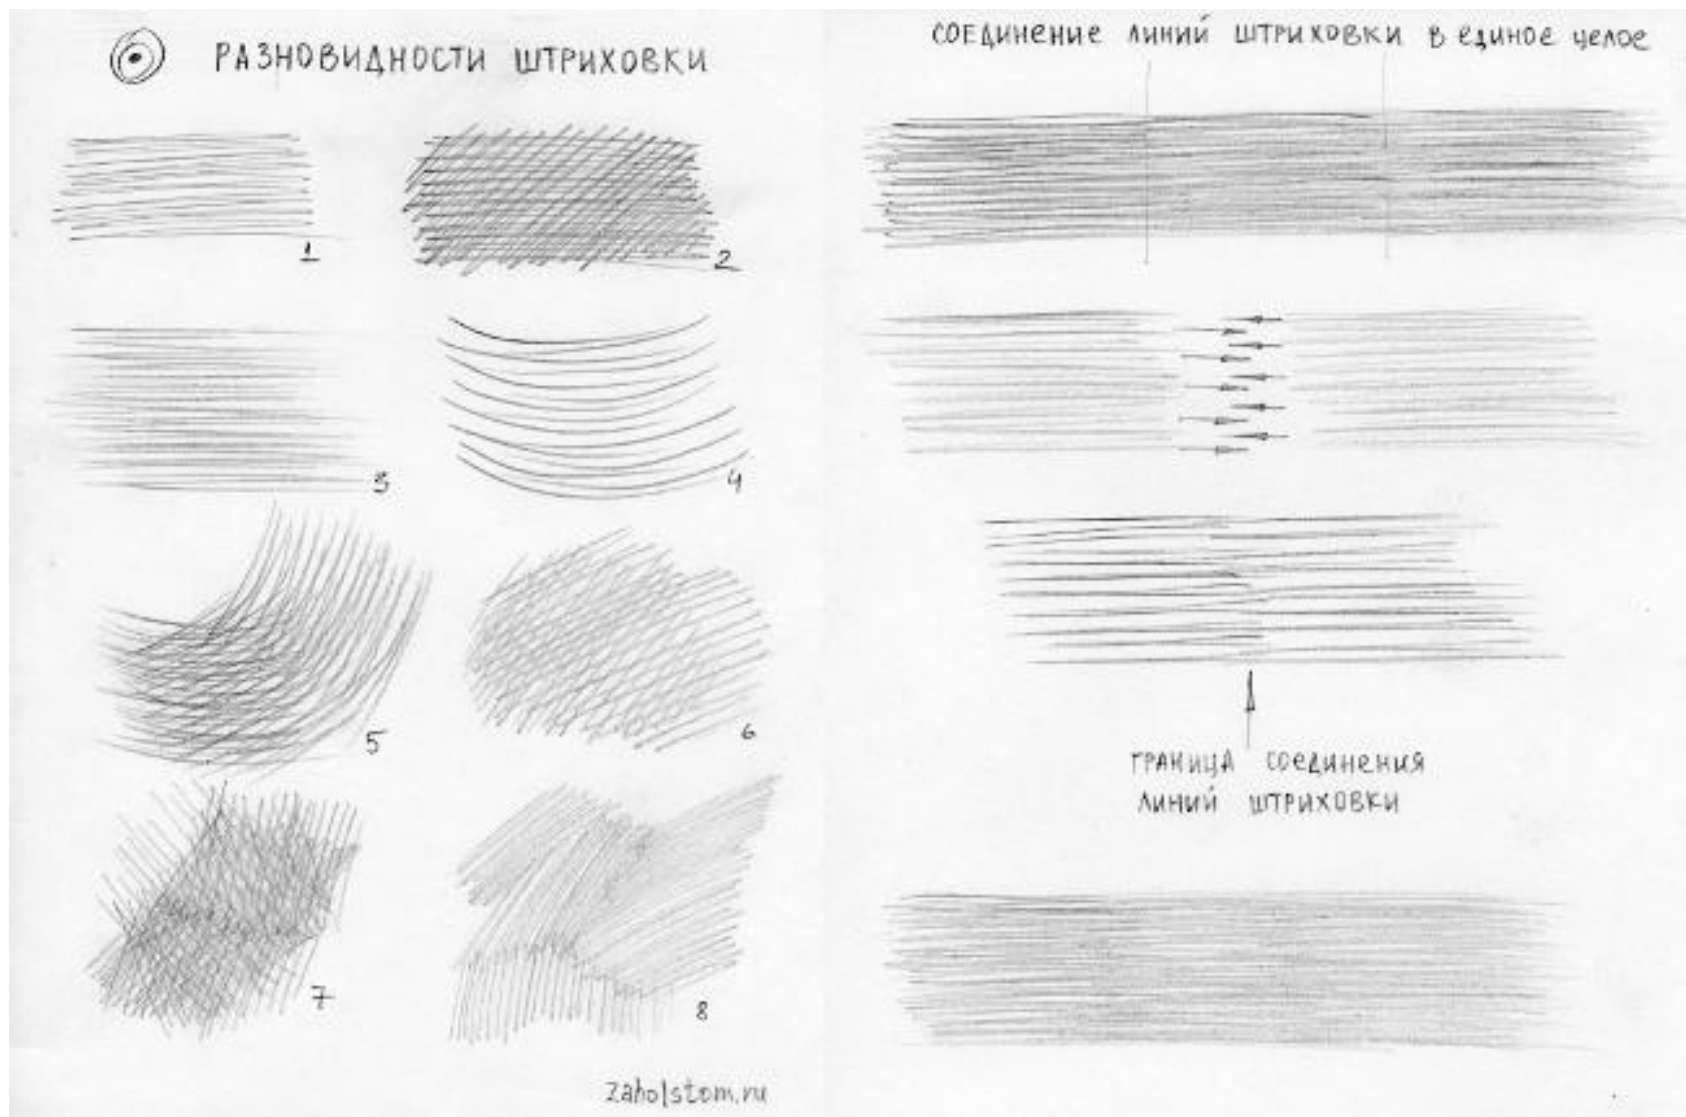 РАЗНОВИДНОСТИ ШТРИХОВКИ
1
2
3
4
5
6
7
8
zaholstom.ru
СОЕДИНЕНИЕ ЛИНИЙ ШТРИХОВКИ В ЕДИНОЕ ЦЕЛОЕ
ГРАНИЦА СОЕДИНЕНИЯ
ЛИНИЙ ШТРИХОВКИ